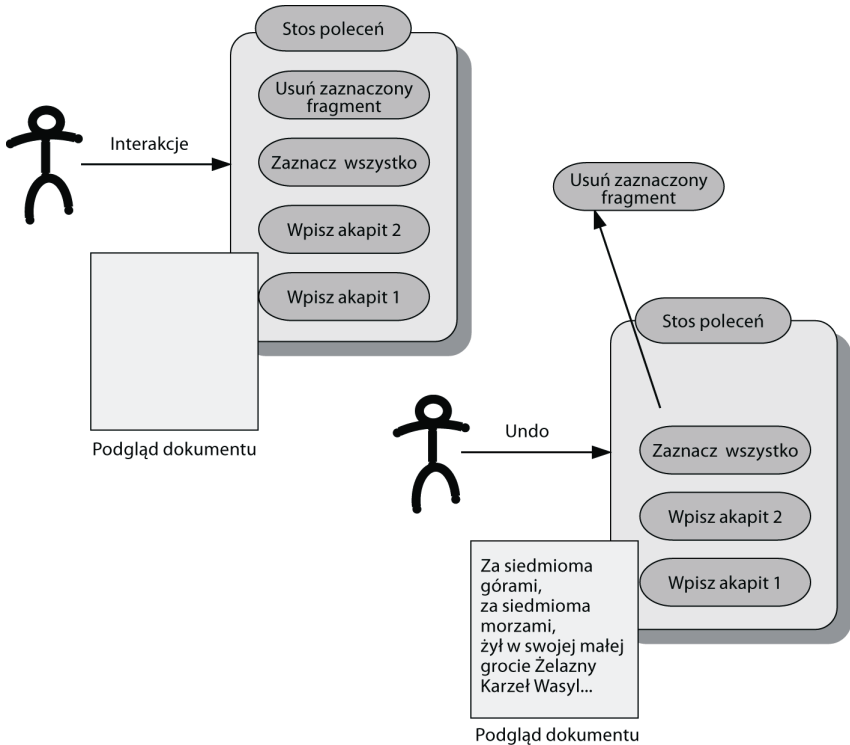 Stos poleceń
Usuń zaznaczony
fragment
Interakcje
Zaznacz wszystko
Wpisz akapit 2
Wpisz akapit 1
Podgląd dokumentu
Usuń zaznaczony
fragment
Stos poleceń
Undo
Zaznacz wszystko
Wpisz akapit 2
Wpisz akapit 1
Za siedmioma
górami,
za siedmioma
morzami,
żył w swojej małej
grocie Żelazny
Karzeł Wasyl...
Podgląd dokumentu